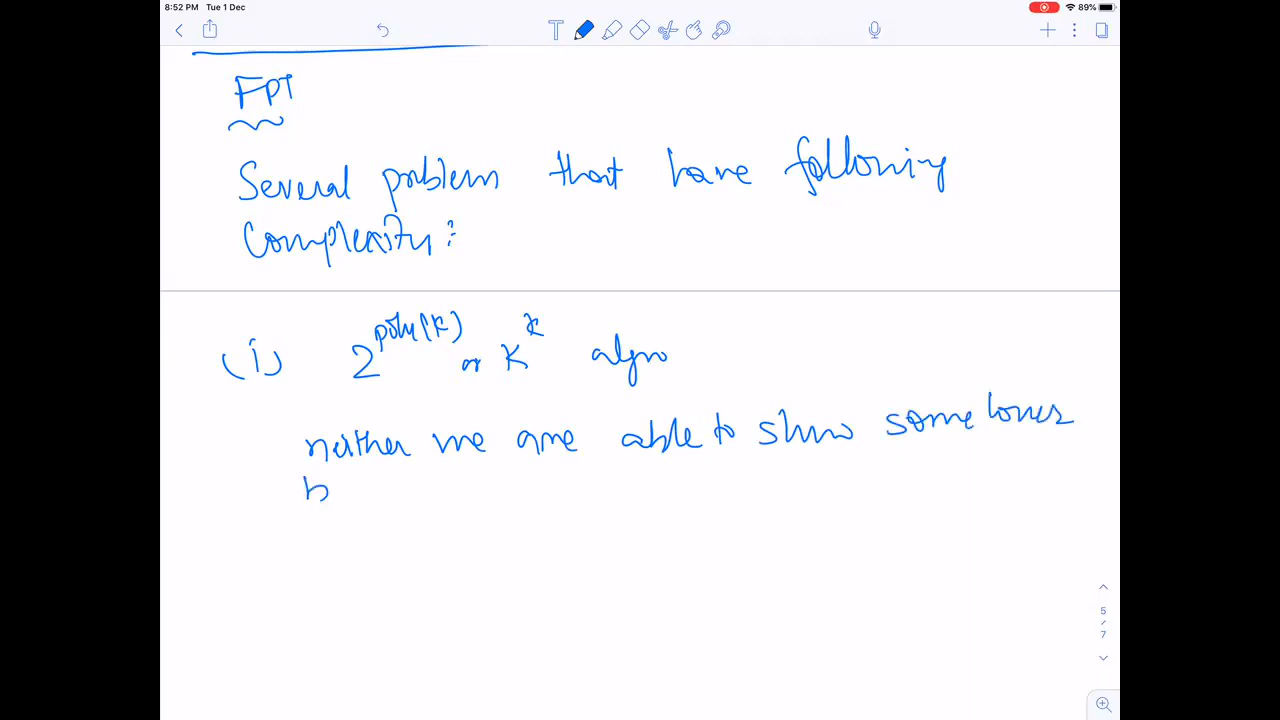 8:52 PM Tue 1 Dec
89%
FPT
Several problem that have following
complexity:
(i) 2^poly(k) or k^k algo
neither we are able to show some lower
b
5
/
7